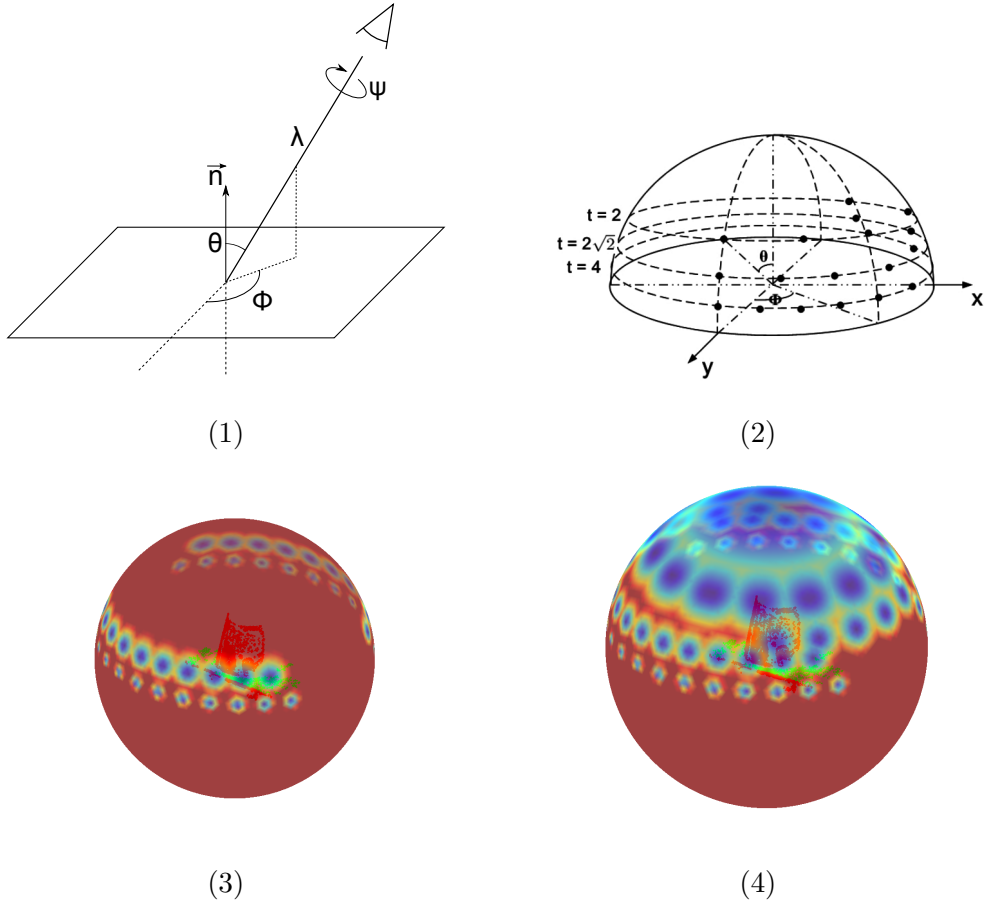 ψ
λ
n
θ
Φ
(1)
t = 2
t = 2√2
t = 4
θ
Φ
x
y
(2)
(3)
(4)